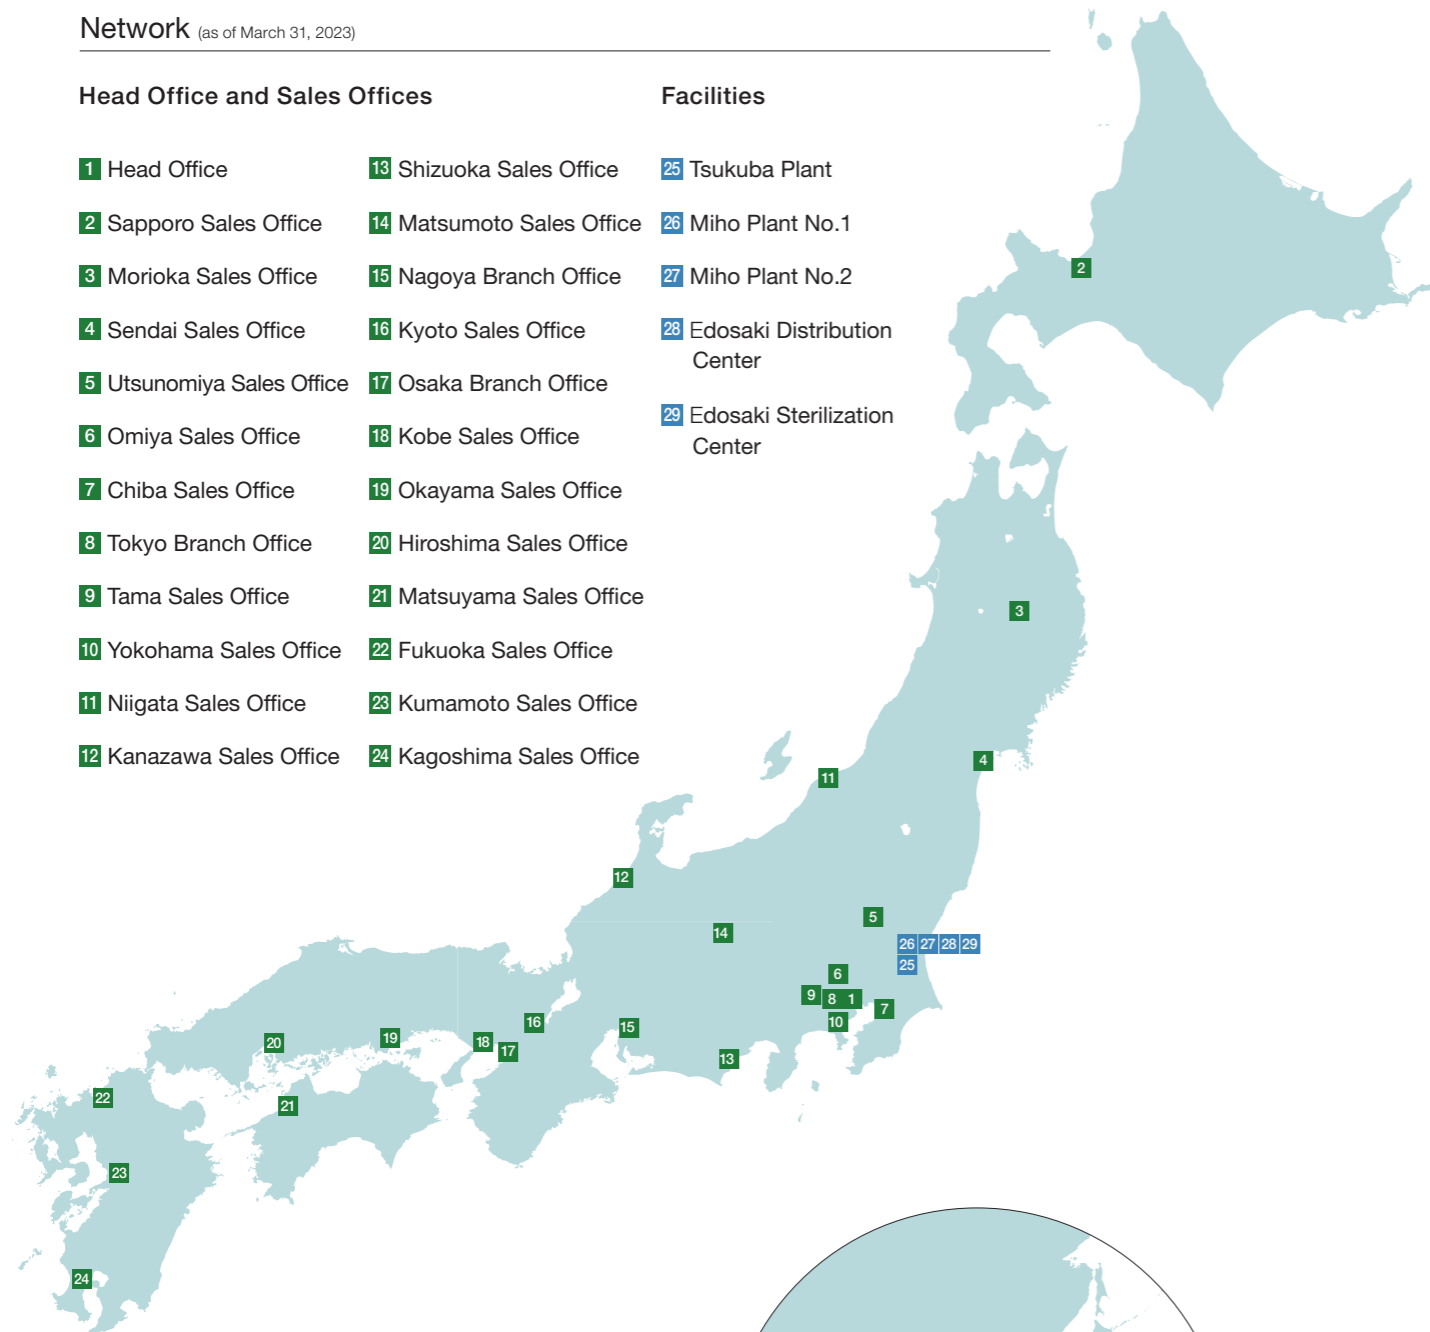 Network (as of March 31, 2023)
Head Office and Sales Offices
1 Head Office
2 Sapporo Sales Office
3 Morioka Sales Office
4 Sendai Sales Office
5 Utsunomiya Sales Office
6 Omiya Sales Office
7 Chiba Sales Office
8 Tokyo Branch Office
9 Tama Sales Office
10 Yokohama Sales Office
11 Niigata Sales Office
12 Kanazawa Sales Office
13 Shizuoka Sales Office
14 Matsumoto Sales Office
15 Nagoya Branch Office
16 Kyoto Sales Office
17 Osaka Branch Office
18 Kobe Sales Office
19 Okayama Sales Office
20 Hiroshima Sales Office
21 Matsuyama Sales Office
22 Fukuoka Sales Office
23 Kumamoto Sales Office
24 Kagoshima Sales Office
Facilities
25 Tsukuba Plant
26 Miho Plant No.1
27 Miho Plant No.2
28 Edosaki Distribution
Center
29 Edosaki Sterilization
Center
2
3
4
11
12
5
14
26 27 28 29
25
6
9 8 1
7
10
16
15
19
18
20
17
13
22
21
23
24